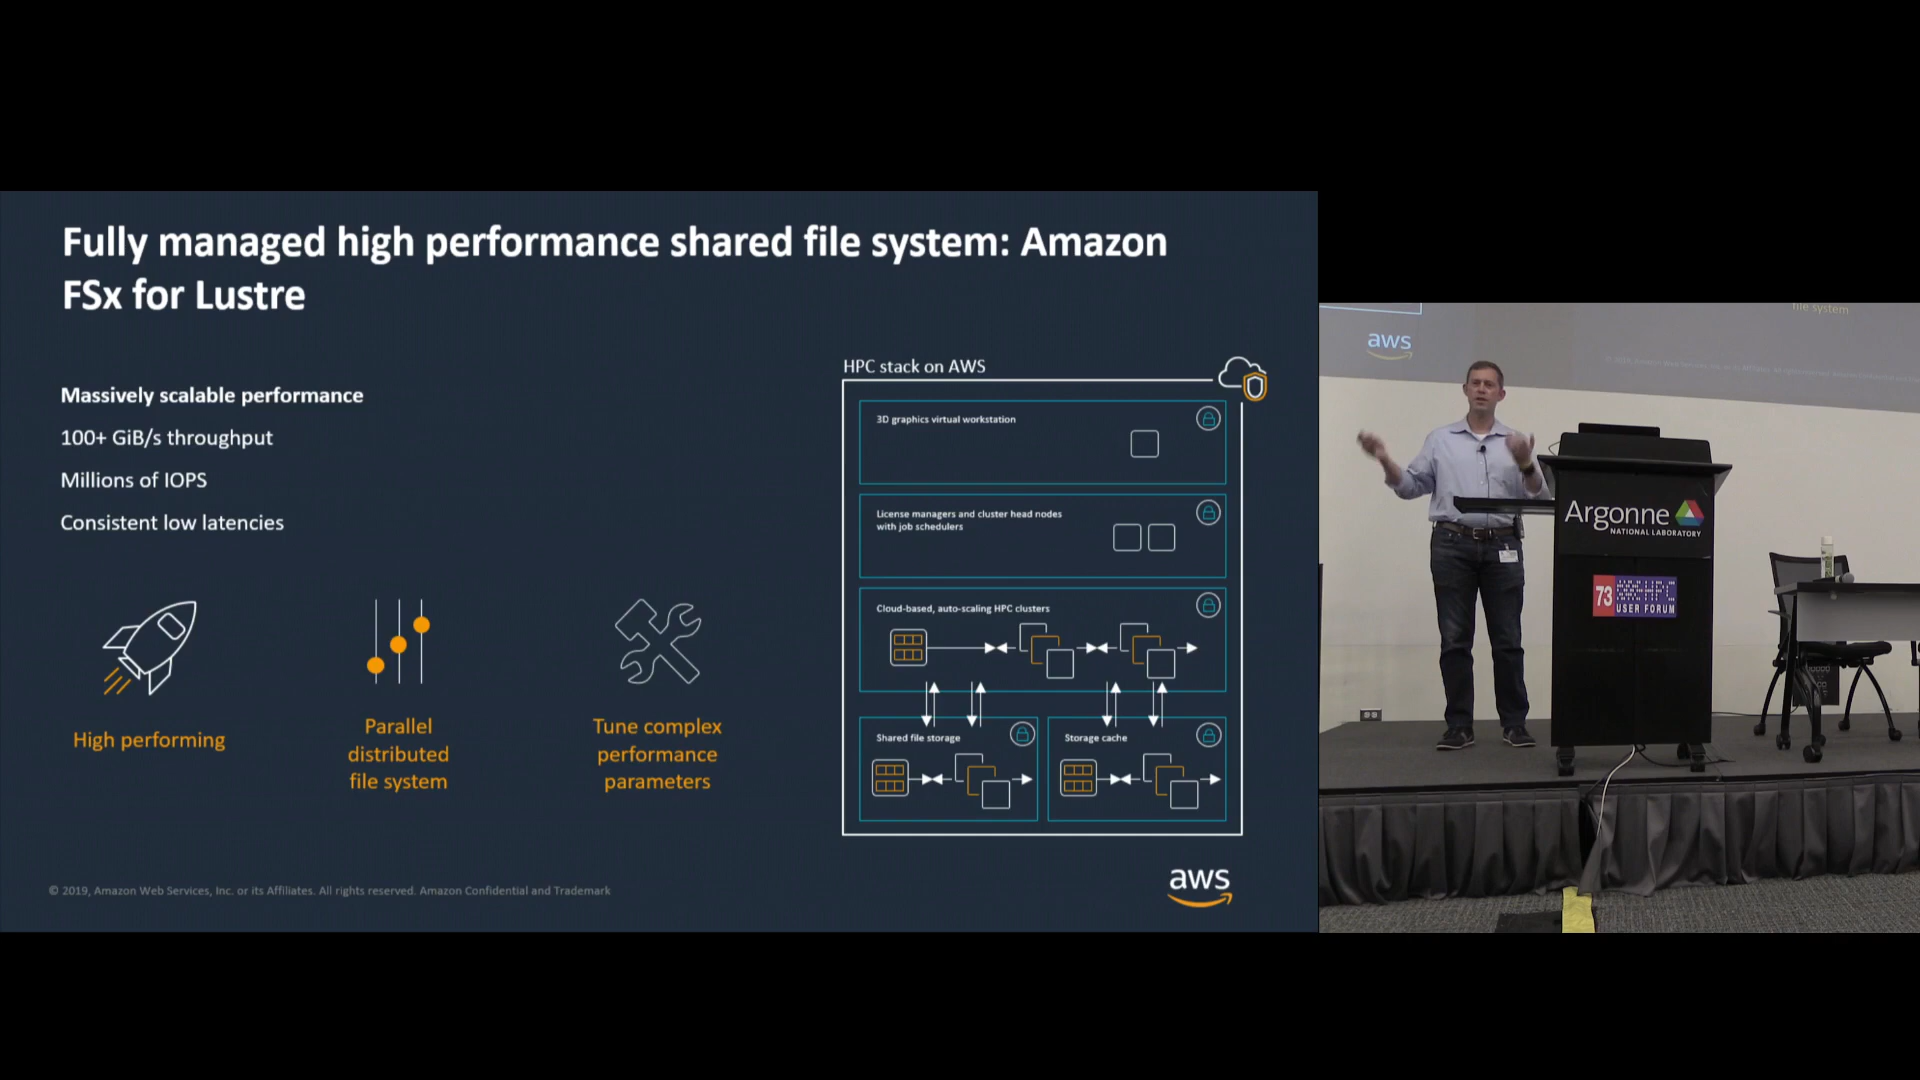 Fully managed high performance shared file system: Amazon
FSx for Lustre
Massively scalable performance
100+ GiB/s throughput
Millions of IOPS
Consistent low latencies
High performing
Parallel
distributed
file system
Tune complex
performance
parameters
HPC stack on AWS
3D graphics virtual workstation
License managers and cluster head nodes
with job schedulers
Cloud-based, auto-scaling HPC clusters
Shared file storage
Storage cache
© 2019, Amazon Web Services, Inc. or its Affiliates. All rights reserved. Amazon Confidential and Trademark
aws
file system
aws
Argonne
NATIONAL LABORATORY
73
USER FORUM